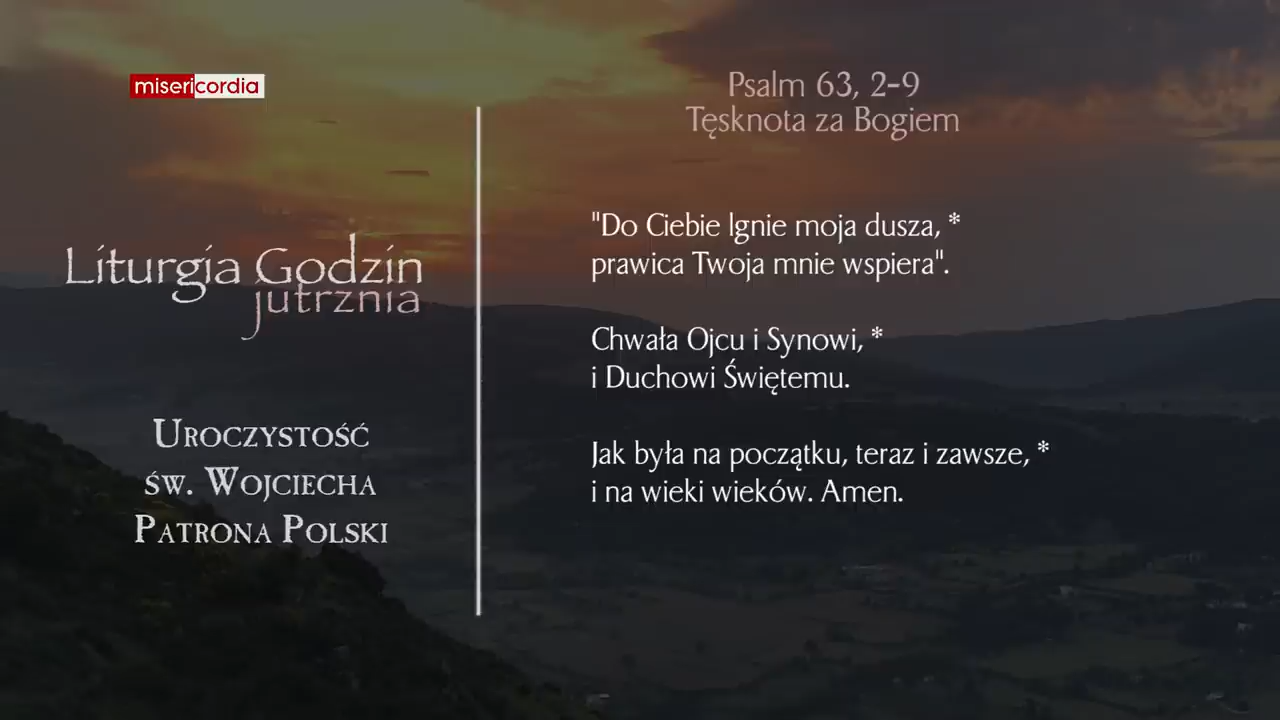 misericordia
Liturgia Godzin
jutrznia
Uroczystość
św. Wojciecha
Patrona Polski
Psalm 63, 2-9
Tęsknota za Bogiem
"Do Ciebie lgnie moja dusza, *
prawica Twoja mnie wspiera".
Chwała Ojcu i Synowi, *
i Duchowi Świętemu.
Jak była na początku, teraz i zawsze, *
i na wieki wieków. Amen.